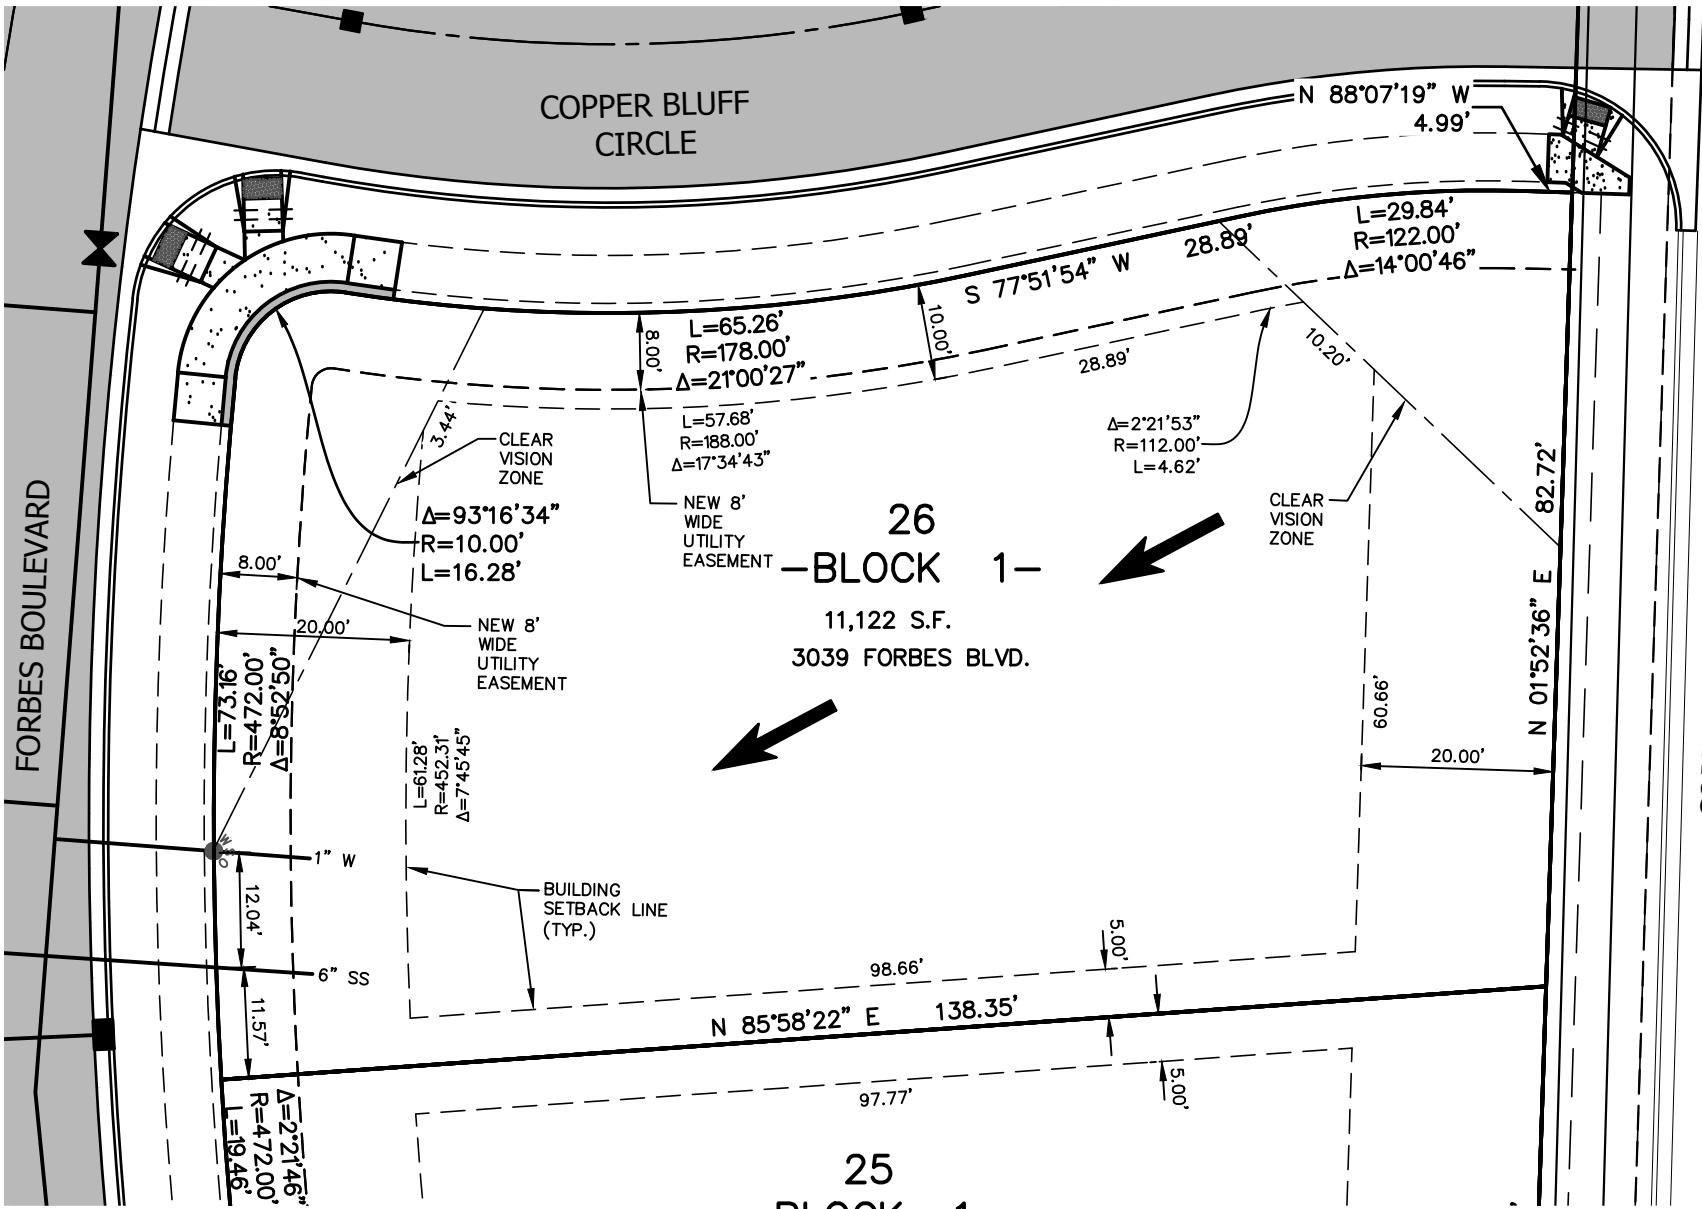 COPPER BLUFF
CIRCLE
N 88°07'19" W
4.99'
L=29.84'
R=122.00'
Δ=14°00'46"
28.89'
S 77°51'54" W
L=65.26'
R=178.00'
Δ=21°00'27"
8.00'
10.00'
28.89'
10.20'
L=57.68'
R=188.00'
Δ=17°34'43"
Δ=2°21'53"
R=112.00'
L=4.62'
3.44'
CLEAR
VISION
ZONE
NEW 8'
WIDE
UTILITY
EASEMENT
CLEAR
VISION
ZONE
Δ=93°16'34"
R=10.00'
L=16.28'
26
BLOCK 1
11,122 S.F.
3039 FORBES BLVD.
8.00'
20.00'
NEW 8'
WIDE
UTILITY
EASEMENT
FORBES BOULEVARD
L=73.16'
R=472.00'
Δ=8°52'50"
L=61.28'
R=452.31'
Δ=7°45'45"
60.66'
20.00'
N 01°52'36" E 82.72'
W
S
O
1" W
12.04'
6" SS
11.57'
BUILDING
SETBACK LINE
(TYP.)
98.66'
5.00'
N 85°58'22" E 138.35'
97.77'
5.00'
Δ=2°21'46"
R=472.00'
L=19.46'
25
BLOCK 1